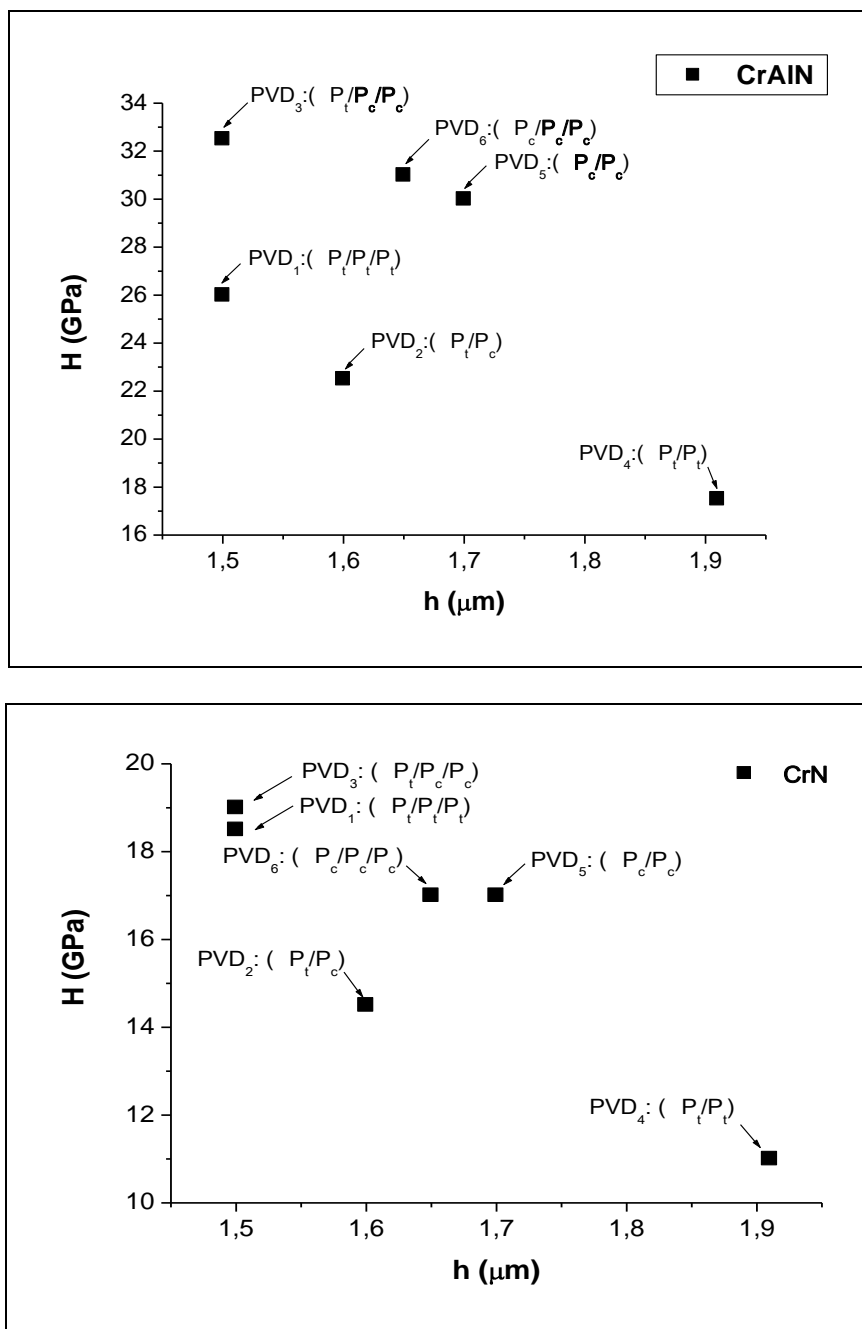 CrAlN
34
PVD3:( Pt/Pc/Pc)
PVD6:( Pc/Pc/Pc)
32
PVD5:( Pc/Pc)
30
28
PVD1:( Pt/Pt/Pt)
26
24
PVD2:( Pt/Pc)
22
20
PVD4:( Pt/Pt)
18
16
H (GPa)
1,5 1,6 1,7 1,8 1,9
h (μm)
20
CrN
PVD3: ( Pt/Pc/Pc)
PVD1: ( Pt/Pt/Pt)
18
PVD6: ( Pc/Pc/Pc)
PVD5: ( Pc/Pc)
16
PVD2: ( Pt/Pc)
14
12
PVD4: ( Pt/Pt)
10
H (GPa)
1,5 1,6 1,7 1,8 1,9
h (μm)